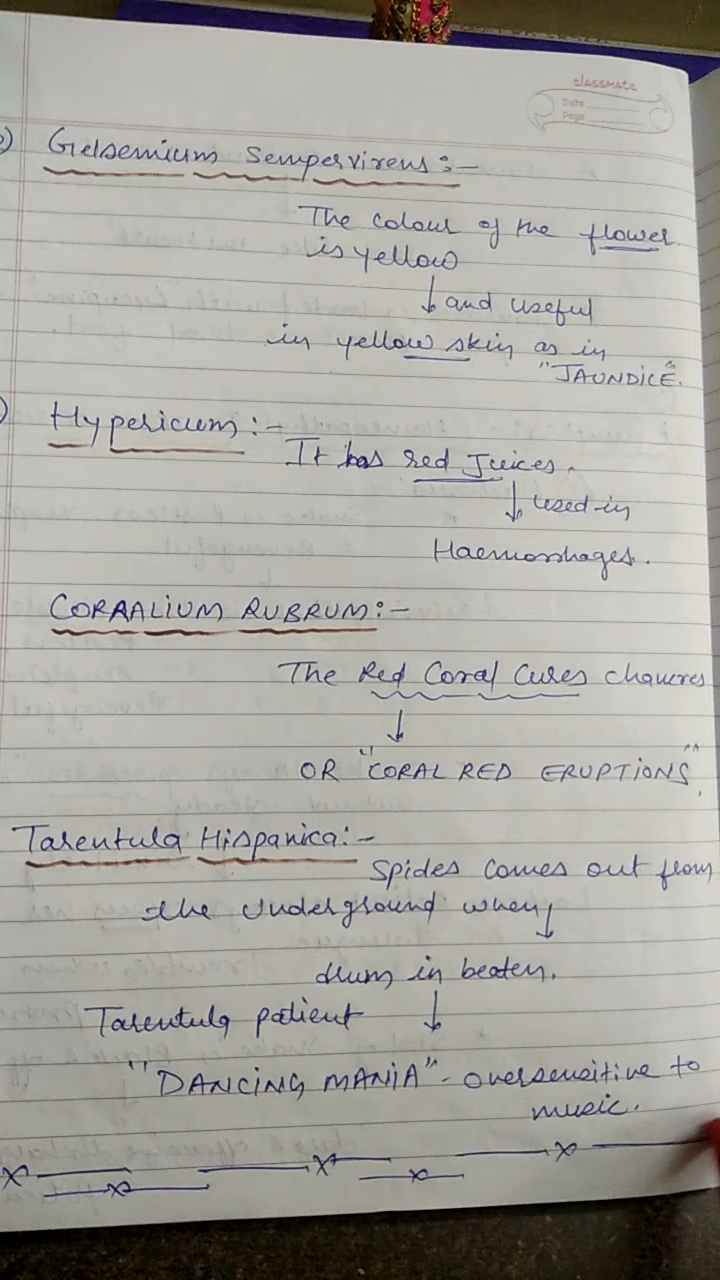 classmate
Date
Page
Gelsemium Sempervirens :-
The colour of the flower
is yellow
↓ and useful
in yellow skin as in
"JAUNDICE".
Hypericum :-
It has red Juices.
↓ used in
Haemorrhages.
CORRALIUM RUBRUM :-
The Red Coral Cures chancres
↓
OR "CORAL RED ERUPTIONS".
Tarentula Hispanica :-
Spider comes out from
the underground when
↓
drum in beaten.
Tarentula patient ↓
"DANCING MANIA" - oversensitive to
music.